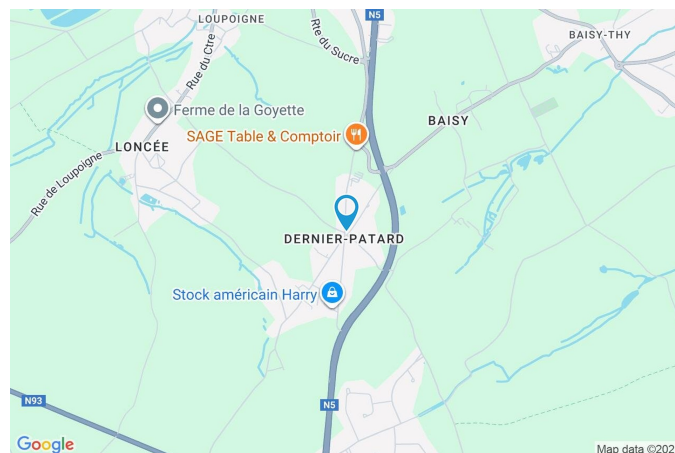 LOUPOIGNE
N5
Rte du Sucre
BAISY-THY
Rue du Ctre
Ferme de la Goyette
BAISY
SAGE Table & Comptoir
LONCÉE
Rue de Loupoigne
DERNIER-PATARD
Stock américain Harry
N93
N5
Google
Map data ©202